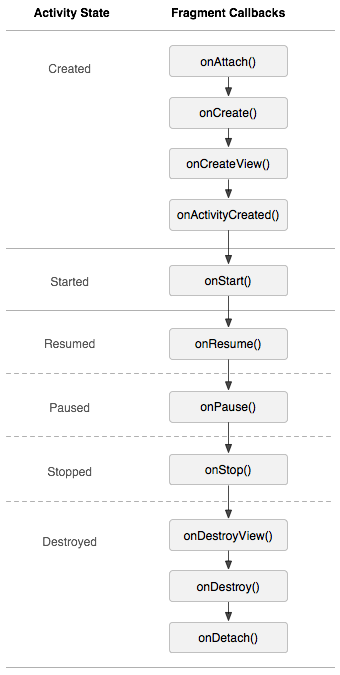 Activity State Fragment Callbacks
Created
onAttach()
onCreate()
onCreateView()
onActivityCreated()
Started onStart()
Resumed onResume()
Paused onPause()
Stopped onStop()
Destroyed
onDestroyView()
onDestroy()
onDetach()